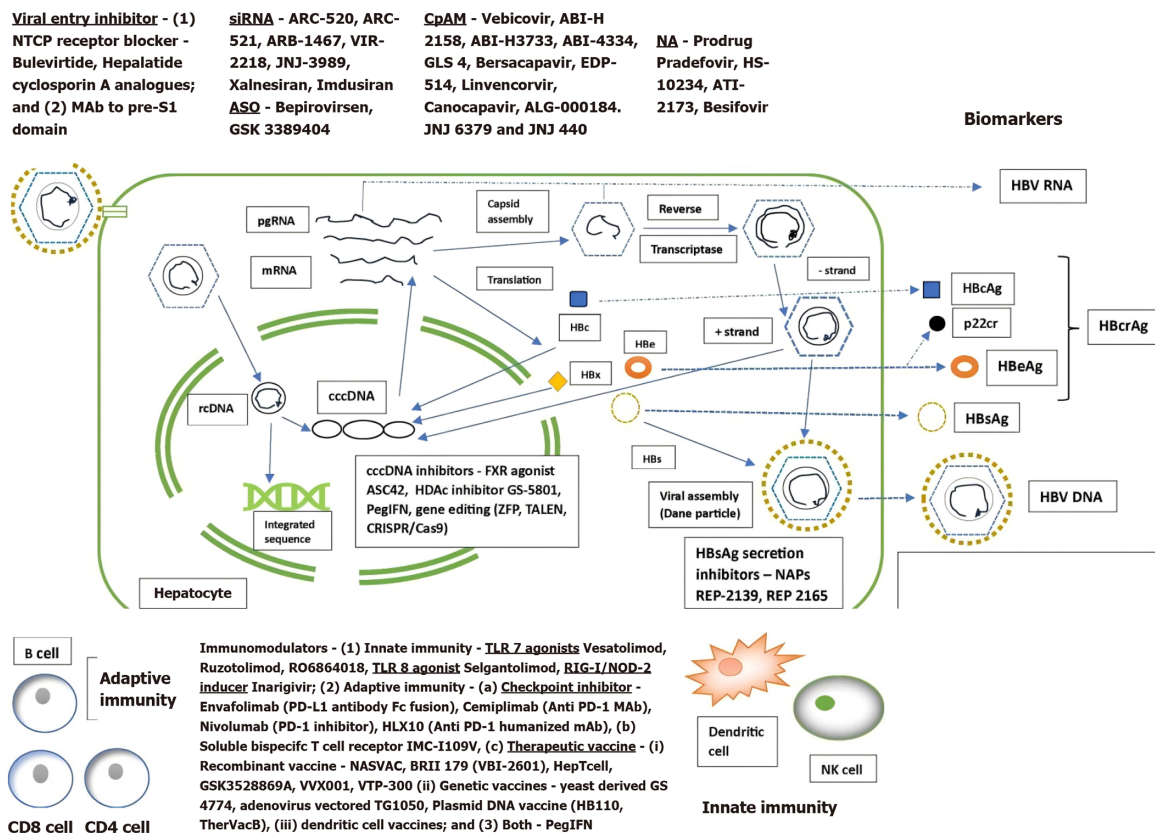 Viral entry inhibitor - (1)
NTCP receptor blocker -
Bulevirtide, Hepalatide
cyclosporin A analogues;
and (2) MAb to pre-S1
domain
siRNA - ARC-520, ARC-
521, ARB-1467, VIR-
2218, JNJ-3989,
Xalnesiran, Imdusiran
ASO - Bepirovirsen,
GSK 3389404
CpAM - Vebicovir, ABI-H
2158, ABI-H3733, ABI-4334,
GLS 4, Bersacapavir, EDP-
514, Linvencorvir,
Canocapavir, ALG-000184.
JNJ 6379 and JNJ 440
NA - Prodrug
Pradefovir, HS-
10234, ATI-
2173, Besifovir
Biomarkers
HBV RNA
pgRNA
Capsid
assembly
Reverse
Transcriptase
mRNA
Translation
- strand
HBcAg
HBc
+ strand
p22cr
HBcrAg
HBe
HBeAg
HBx
rcDNA
cccDNA
HBsAg
HBs
cccDNA inhibitors - FXR agonist
ASC42, HDAc inhibitor GS-5801,
PegIFN, gene editing (ZFP, TALEN,
CRISPR/Cas9)
Viral assembly
(Dane particle)
HBV DNA
Integrated
sequence
HBsAg secretion
inhibitors – NAPs
REP-2139, REP 2165
Hepatocyte
B cell
Adaptive
immunity
CD8 cell
CD4 cell
Immunomodulators - (1) Innate immunity - TLR 7 agonists Vesatolimod,
Ruzotolimod, RO6864018, TLR 8 agonist Selgantolimod, RIG-I/NOD-2
inducer Inarigivir; (2) Adaptive immunity - (a) Checkpoint inhibitor -
Envafolimab (PD-L1 antibody Fc fusion), Cemiplimab (Anti PD-1 MAb),
Nivolumab (PD-1 inhibitor), HLX10 (Anti PD-1 humanized mAb), (b)
Soluble bispecifc T cell receptor IMC-I109V, (c) Therapeutic vaccine - (i)
Recombinant vaccine - NASVAC, BRII 179 (VBI-2601), HepTcell,
GSK3528869A, VVX001, VTP-300 (ii) Genetic vaccines - yeast derived GS
4774, adenovirus vectored TG1050, Plasmid DNA vaccine (HB110,
TherVacB), (iii) dendritic cell vaccines; and (3) Both - PegIFN
Dendritic
cell
NK cell
Innate immunity